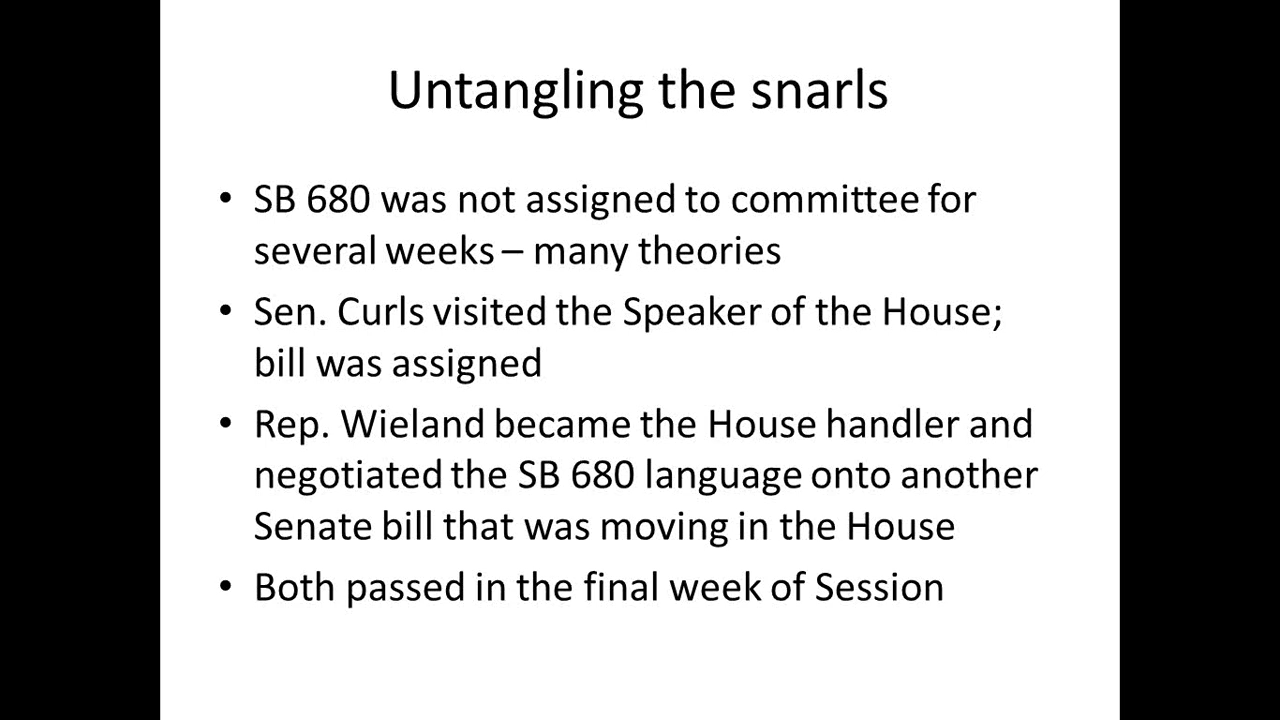 Untangling the snarls
• SB 680 was not assigned to committee for
several weeks – many theories
• Sen. Curls visited the Speaker of the House;
bill was assigned
• Rep. Wieland became the House handler and
negotiated the SB 680 language onto another
Senate bill that was moving in the House
• Both passed in the final week of Session